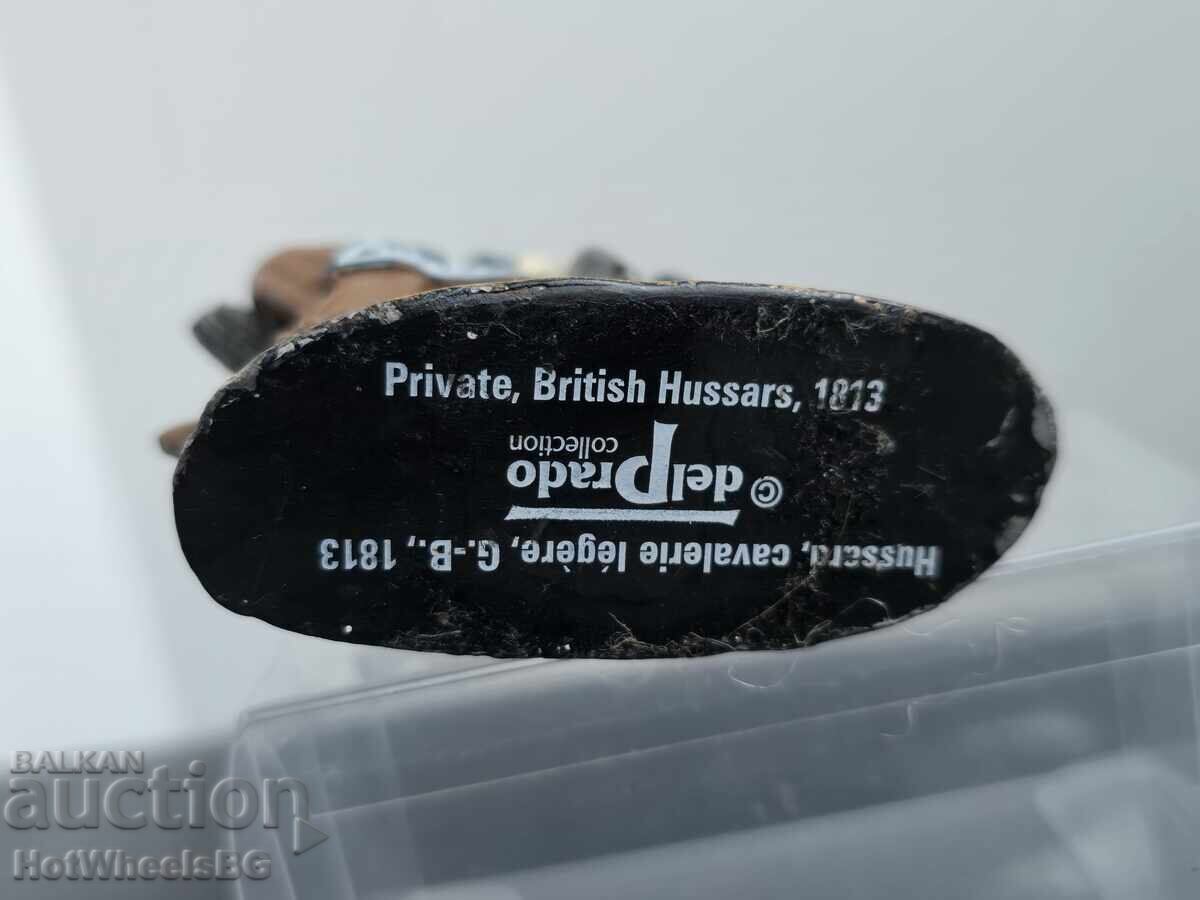 Private, British Hussars, 1813
Hussard, cavalerie légère, G.-B., 1813
© delPrado
collection
BALKAN
auction
HotWheelsBG